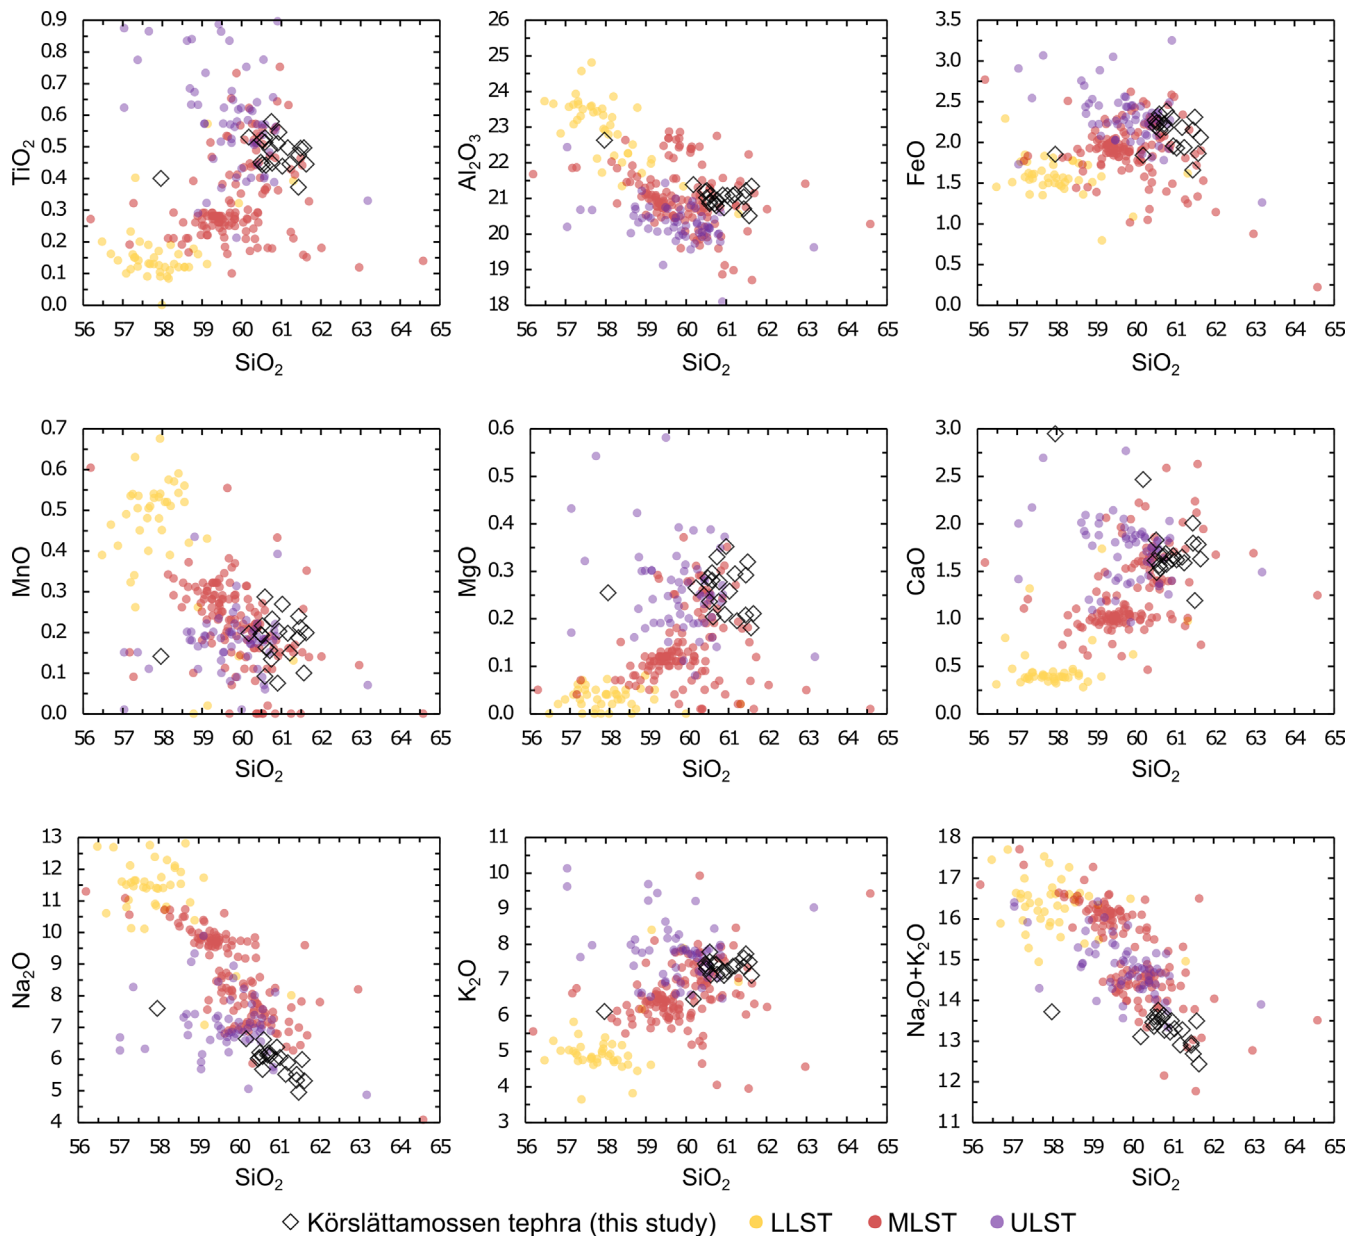 TiO₂
0.9
0.8
0.7
0.6
0.5
0.4
0.3
0.2
0.1
0.0
56 57 58 59 60 61 62 63 64 65
SiO₂
Al₂O₃
26
25
24
23
22
21
20
19
18
56 57 58 59 60 61 62 63 64 65
SiO₂
FeO
3.5
3.0
2.5
2.0
1.5
1.0
0.5
0.0
56 57 58 59 60 61 62 63 64 65
SiO₂
MnO
0.7
0.6
0.5
0.4
0.3
0.2
0.1
0.0
56 57 58 59 60 61 62 63 64 65
SiO₂
MgO
0.6
0.5
0.4
0.3
0.2
0.1
0.0
56 57 58 59 60 61 62 63 64 65
SiO₂
CaO
3.0
2.5
2.0
1.5
1.0
0.5
0.0
56 57 58 59 60 61 62 63 64 65
SiO₂
Na₂O
13
12
11
10
9
8
7
6
5
4
55 57 58 59 60 61 62 63 64 65
SiO₂
K₂O
11
10
9
8
7
6
5
4
3
56 57 58 59 60 61 62 63 64 65
SiO₂
Na₂O+K₂O
18
17
16
15
14
13
12
11
56 57 58 59 60 61 62 63 64 65
SiO₂
Körslättamossen tephra (this study) LLST MLST ULST